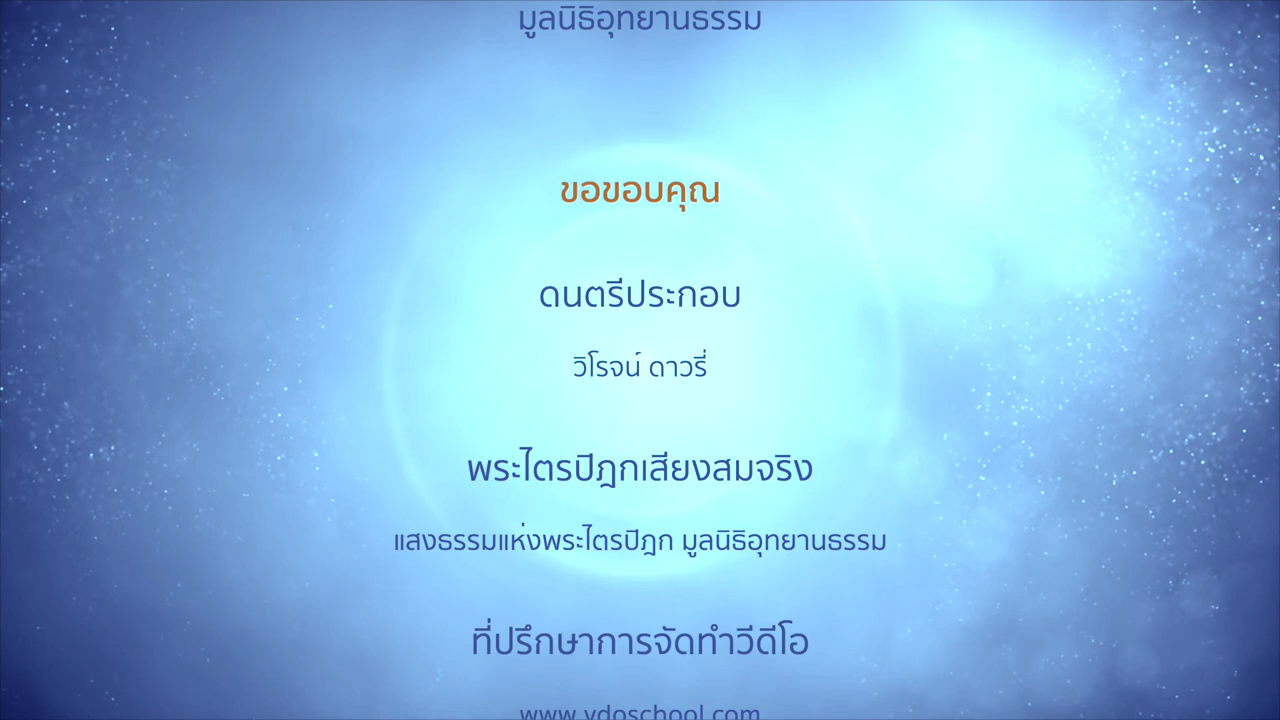 มูลนิธิอุทยานธรรม
ขอขอบคุณ
ดนตรีประกอบ
วิโรจน์ ดาวรี่
พระไตรปิฎกเสียงสมจริง
แสงธรรมแห่งพระไตรปิฎก มูลนิธิอุทยานธรรม
ที่ปรึกษาการจัดทำวีดีโอ
www.vdoschool.com